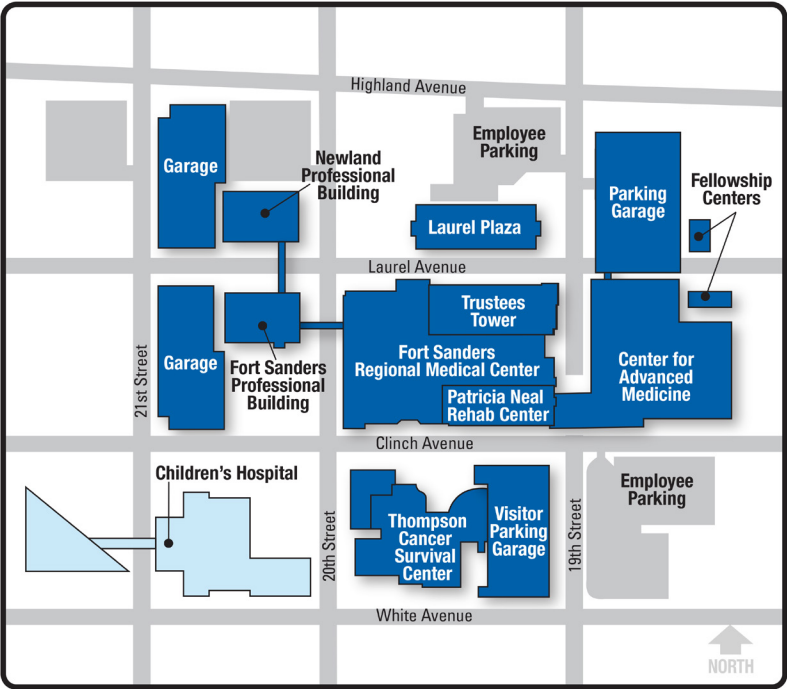 Highland Avenue
Employee
Parking
Garage
Newland
Professional
Building
Parking
Garage
Fellowship
Centers
Laurel Plaza
Laurel Avenue
Trustees
Tower
21st Street
Garage
Fort Sanders
Professional
Building
Fort Sanders
Regional Medical Center
Patricia Neal
Rehab Center
Center for
Advanced
Medicine
Clinch Avenue
Children's Hospital
20th Street
Thompson
Cancer
Survival
Center
Visitor
Parking
Garage
19th Street
Employee
Parking
White Avenue
NORTH